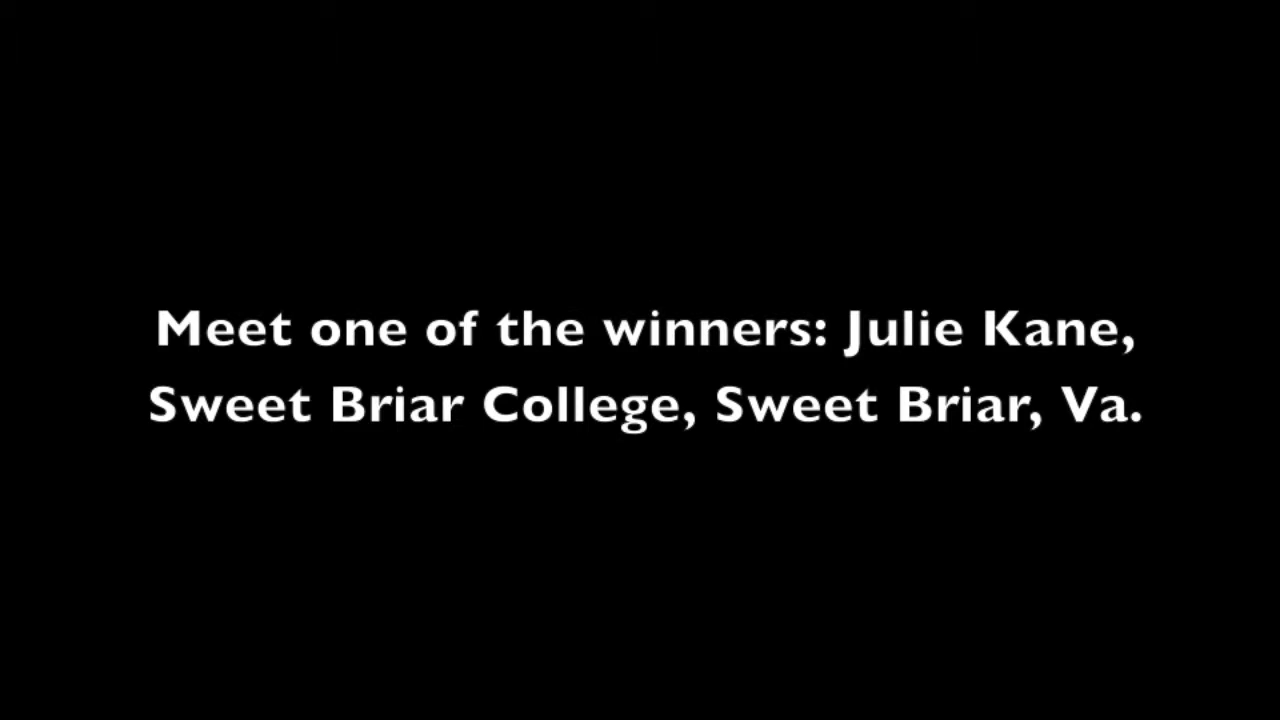 Meet one of the winners: Julie Kane,
Sweet Briar College, Sweet Briar, Va.